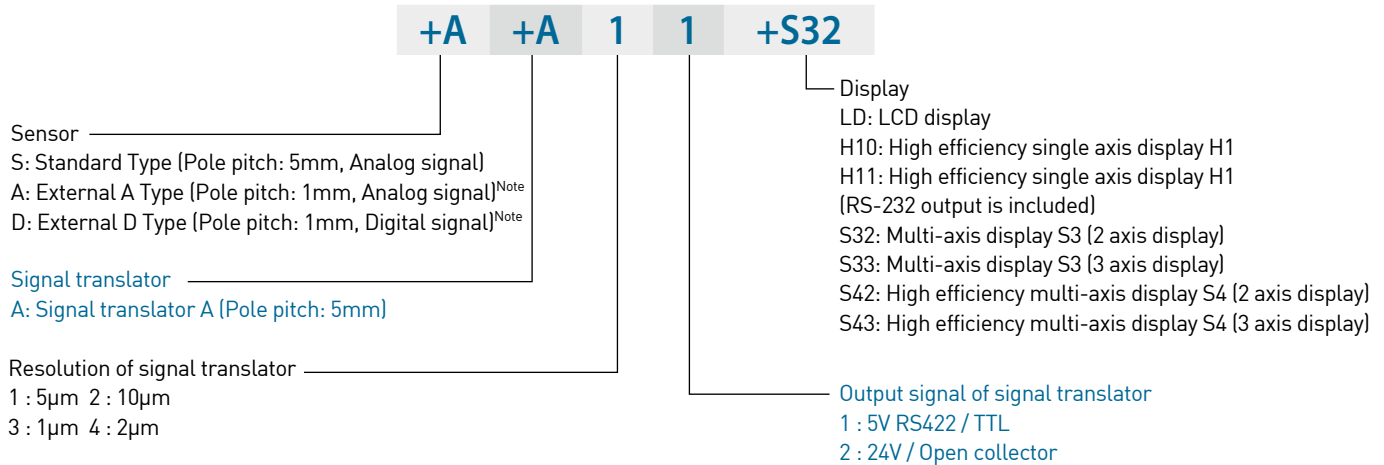 +A +A 1 1 +S32
Sensor
S: Standard Type (Pole pitch: 5mm, Analog signal)
A: External A Type (Pole pitch: 1mm, Analog signal)Note
D: External D Type (Pole pitch: 1mm, Digital signal)Note
Signal translator
A: Signal translator A (Pole pitch: 5mm)
Resolution of signal translator
1 : 5µm 2 : 10µm
3 : 1µm 4 : 2µm
Display
LD: LCD display
H10: High efficiency single axis display H1
H11: High efficiency single axis display H1
(RS-232 output is included)
S32: Multi-axis display S3 (2 axis display)
S33: Multi-axis display S3 (3 axis display)
S42: High efficiency multi-axis display S4 (2 axis display)
S43: High efficiency multi-axis display S4 (3 axis display)
Output signal of signal translator
1 : 5V RS422 / TTL
2 : 24V / Open collector